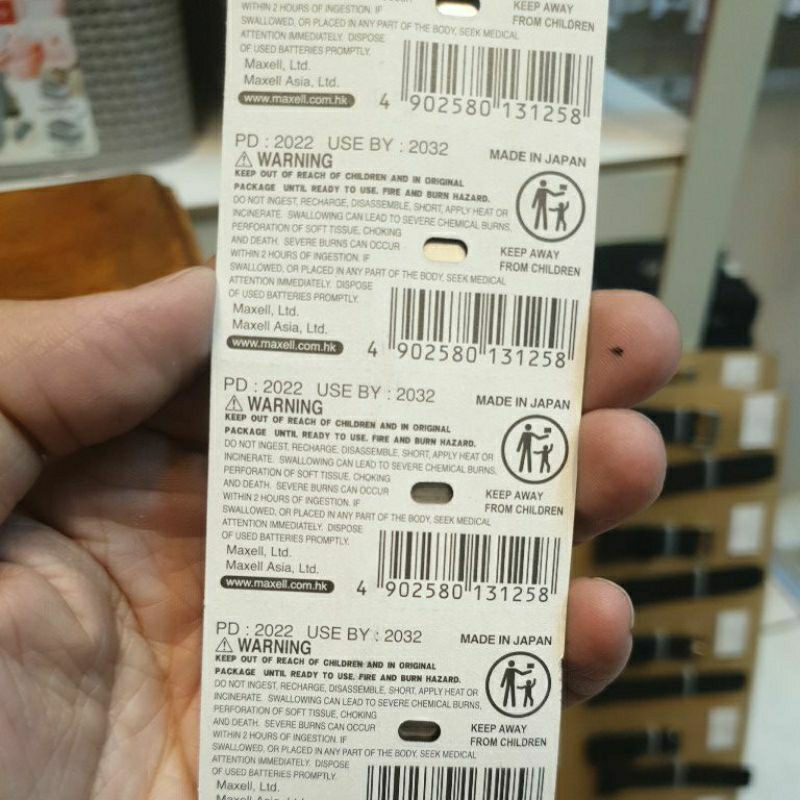 WITHIN 2 HOURS OF INGESTION. IF
KEEP AWAY
FROM CHILDREN
SWALLOWED, OR PLACED IN ANY PART OF THE BODY, SEEK MEDICAL
ATTENTION IMMEDIATELY. DISPOSE
OF USED BATTERIES PROMPTLY.
Maxell, Ltd.
Maxell Asia, Ltd.
www.maxell.com.hk
4 902580 131258
PD : 2022 USE BY : 2032
MADE IN JAPAN
⚠ WARNING
KEEP OUT OF REACH OF CHILDREN AND IN ORIGINAL
PACKAGE UNTIL READY TO USE. FIRE AND BURN HAZARD.
DO NOT INGEST, RECHARGE, DISASSEMBLE, SHORT, APPLY HEAT OR
INCINERATE. SWALLOWING CAN LEAD TO SEVERE CHEMICAL BURNS,
PERFORATION OF SOFT TISSUE, CHOKING
AND DEATH. SEVERE BURNS CAN OCCUR
WITHIN 2 HOURS OF INGESTION. IF
KEEP AWAY
FROM CHILDREN
SWALLOWED, OR PLACED IN ANY PART OF THE BODY, SEEK MEDICAL
ATTENTION IMMEDIATELY. DISPOSE
OF USED BATTERIES PROMPTLY.
Maxell, Ltd.
Maxell Asia, Ltd.
www.maxell.com.hk
4 902580 131258
PD : 2022 USE BY : 2032
MADE IN JAPAN
⚠ WARNING
KEEP OUT OF REACH OF CHILDREN AND IN ORIGINAL
PACKAGE UNTIL READY TO USE. FIRE AND BURN HAZARD.
DO NOT INGEST, RECHARGE, DISASSEMBLE, SHORT, APPLY HEAT OR
INCINERATE. SWALLOWING CAN LEAD TO SEVERE CHEMICAL BURNS,
PERFORATION OF SOFT TISSUE, CHOKING
AND DEATH. SEVERE BURNS CAN OCCUR
WITHIN 2 HOURS OF INGESTION. IF
KEEP AWAY
FROM CHILDREN
SWALLOWED, OR PLACED IN ANY PART OF THE BODY, SEEK MEDICAL
ATTENTION IMMEDIATELY. DISPOSE
OF USED BATTERIES PROMPTLY.
Maxell, Ltd.
Maxell Asia, Ltd.
www.maxell.com.hk
4 902580 131258
PD : 2022 USE BY : 2032
MADE IN JAPAN
⚠ WARNING
KEEP OUT OF REACH OF CHILDREN AND IN ORIGINAL
PACKAGE UNTIL READY TO USE. FIRE AND BURN HAZARD.
DO NOT INGEST, RECHARGE, DISASSEMBLE, SHORT, APPLY HEAT OR
INCINERATE. SWALLOWING CAN LEAD TO SEVERE CHEMICAL BURNS,
PERFORATION OF SOFT TISSUE, CHOKING
AND DEATH. SEVERE BURNS CAN OCCUR
WITHIN 2 HOURS OF INGESTION. IF
KEEP AWAY
FROM CHILDREN
SWALLOWED, OR PLACED IN ANY PART OF THE BODY, SEEK MEDICAL
ATTENTION IMMEDIATELY. DISPOSE
OF USED BATTERIES PROMPTLY.
Maxell, Ltd.
Maxell Asia, Ltd.